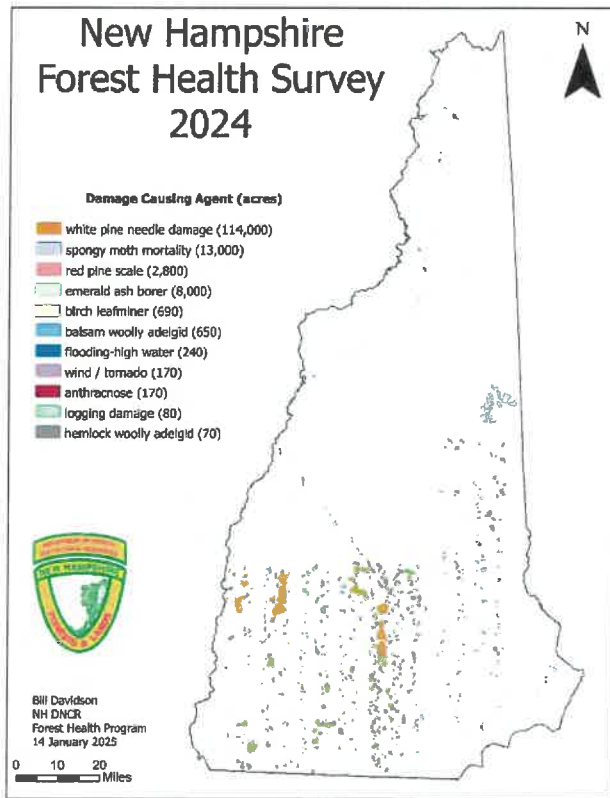 New Hampshire
Forest Health Survey
2024
N
Damage Causing Agent (acres)
white pine needle damage (114,000)
spongy moth mortality (13,000)
red pine scale (2,800)
emerald ash borer (8,000)
birch leafminer (690)
balsam woolly adelgid (650)
flooding-high water (240)
wind / tornado (170)
anthracnose (170)
logging damage (80)
hemlock woolly adelgid (70)
NEW HAMPSHIRE
FORESTS & LANDS
Bill Davidson
NH DNCR
Forest Health Program
14 January 2025
0 10 20
Miles